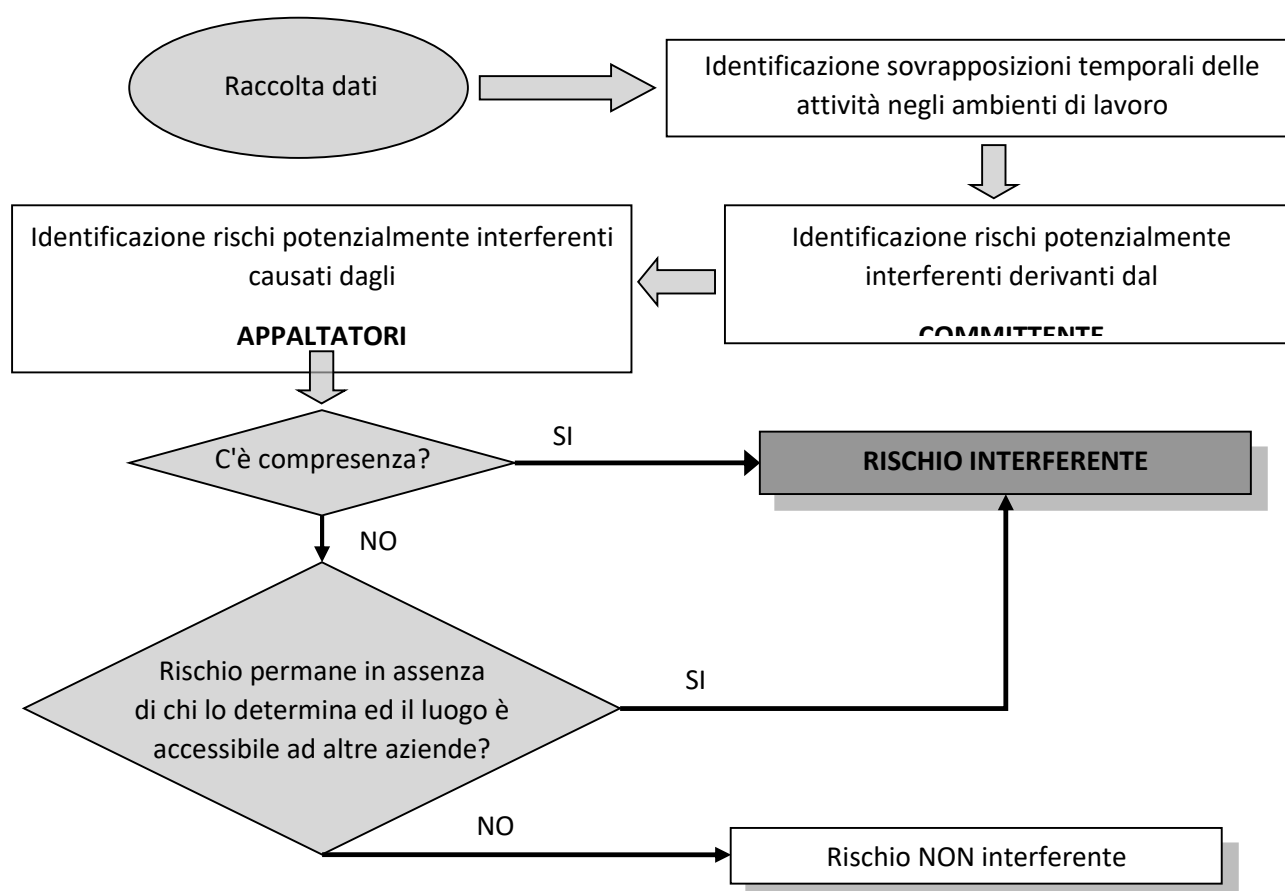 Raccolta dati
Identificazione sovrapposizioni temporali delle
attività negli ambienti di lavoro
Identificazione rischi potenzialmente
interferenti derivanti dal
COMMITTENTE
Identificazione rischi potenzialmente interferenti
causati dagli
APPALTATORI
C'è compresenza?
SI
RISCHIO INTERFERENTE
NO
Rischio permane in assenza
di chi lo determina ed il luogo è
accessibile ad altre aziende?
SI
NO
Rischio NON interferente